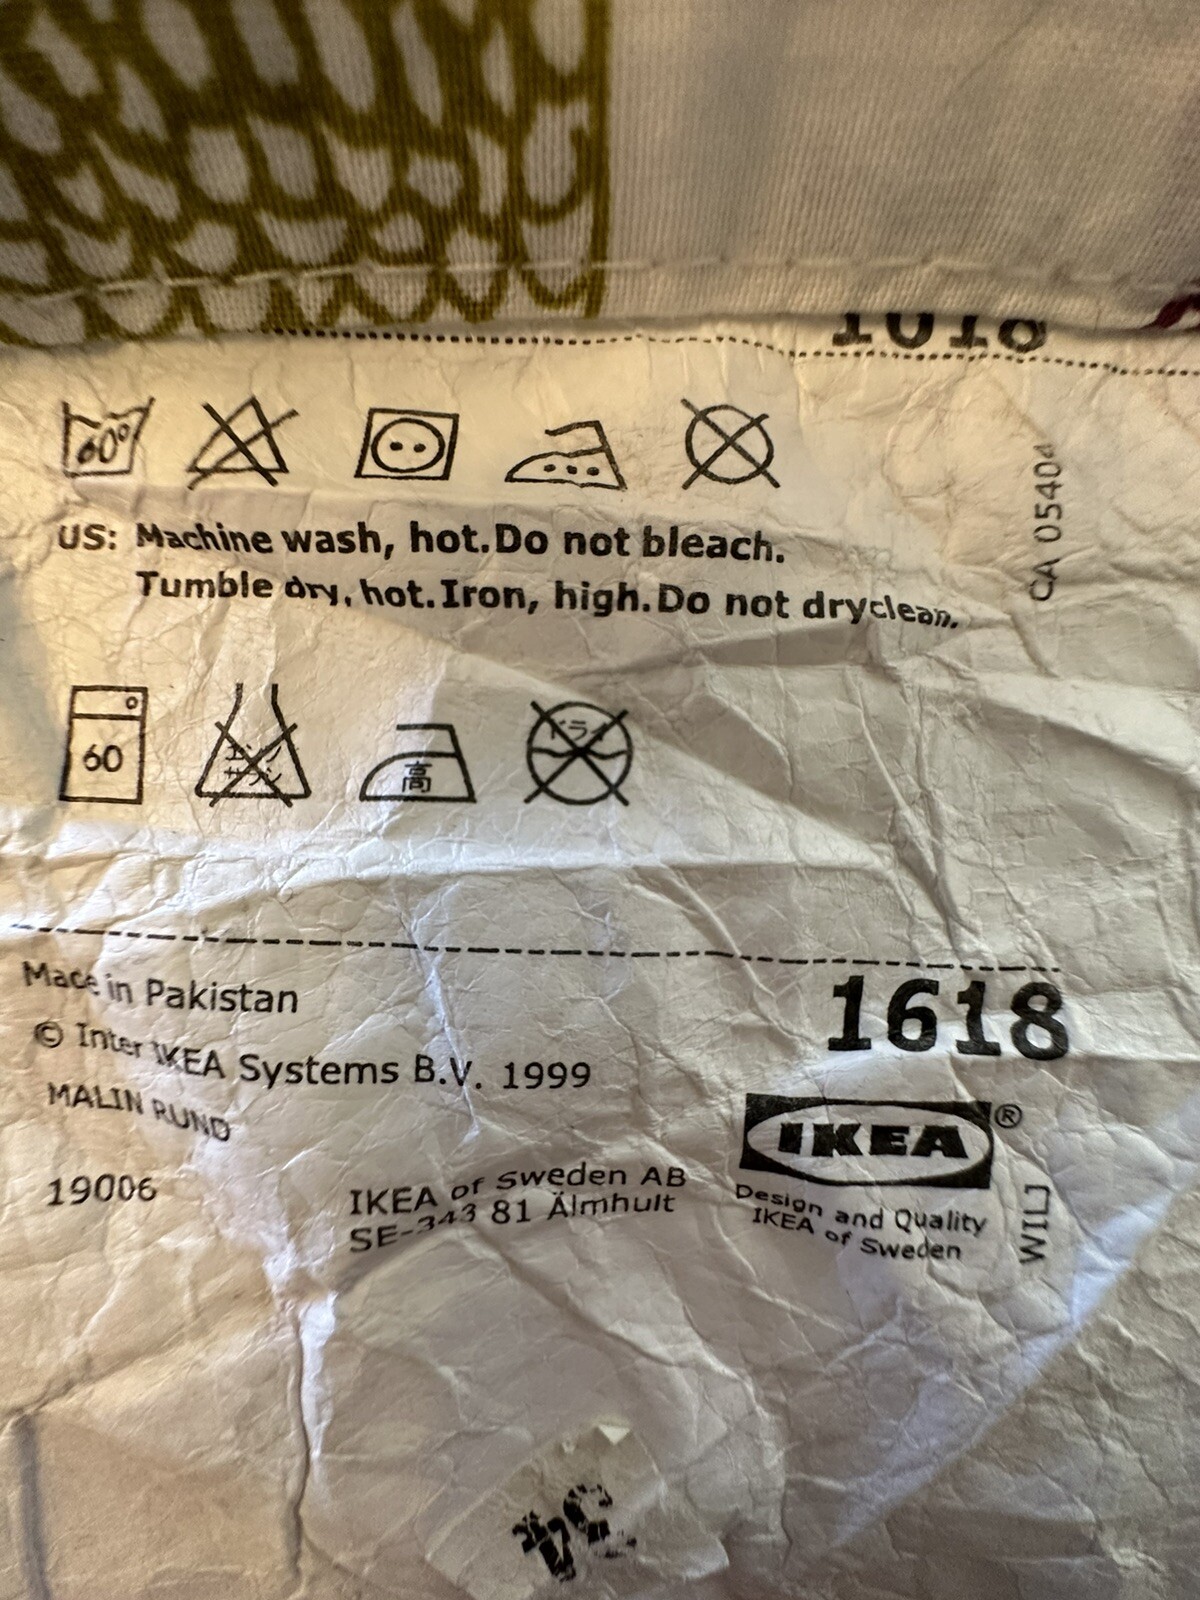 60°
US: Machine wash, hot. Do not bleach.
Tumble dry, hot. Iron, high. Do not dryclean.
CA 05404
60
高
Made in Pakistan
1618
© Inter IKEA Systems B.V. 1999
MALIN RUND
IKEA®
19006
IKEA of Sweden AB
SE-343 81 Älmhult
Design and Quality
IKEA of Sweden